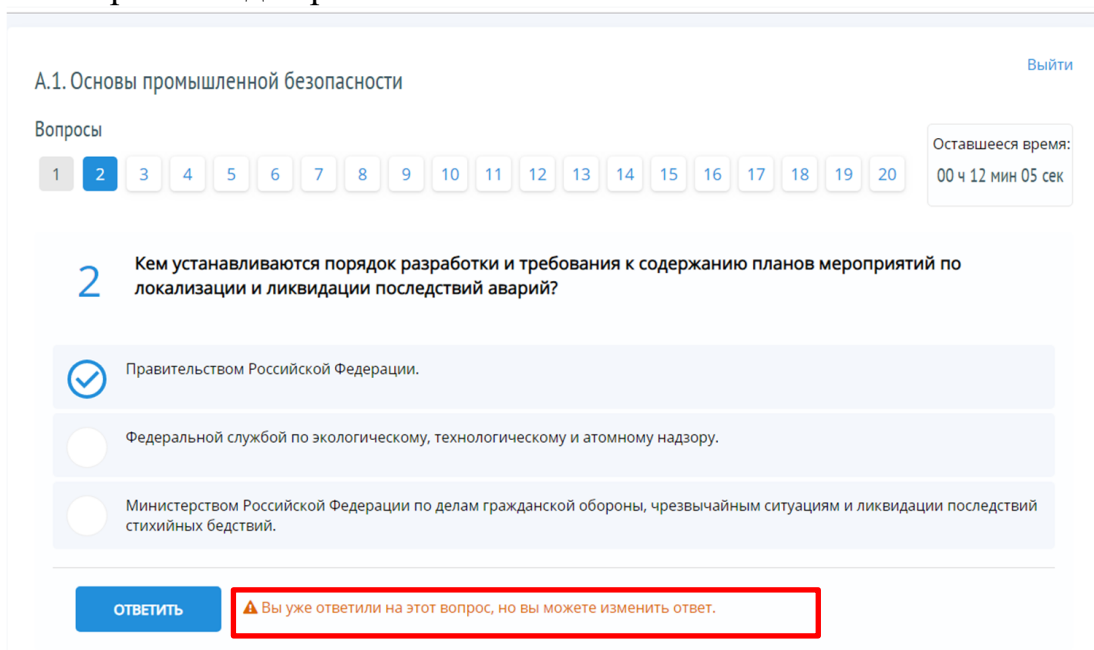 Выйти
А.1. Основы промышленной безопасности
Вопросы
1 2 3 4 5 6 7 8 9 10 11 12 13 14 15 16 17 18 19 20
Оставшееся время:
00 ч 12 мин 05 сек
2
Кем устанавливаются порядок разработки и требования к содержанию планов мероприятий по
локализации и ликвидации последствий аварий?
Правительством Российской Федерации.
Федеральной службой по экологическому, технологическому и атомному надзору.
Министерством Российской Федерации по делам гражданской обороны, чрезвычайным ситуациям и ликвидации последствий
стихийных бедствий.
ОТВЕТИТЬ
Вы уже ответили на этот вопрос, но вы можете изменить ответ.